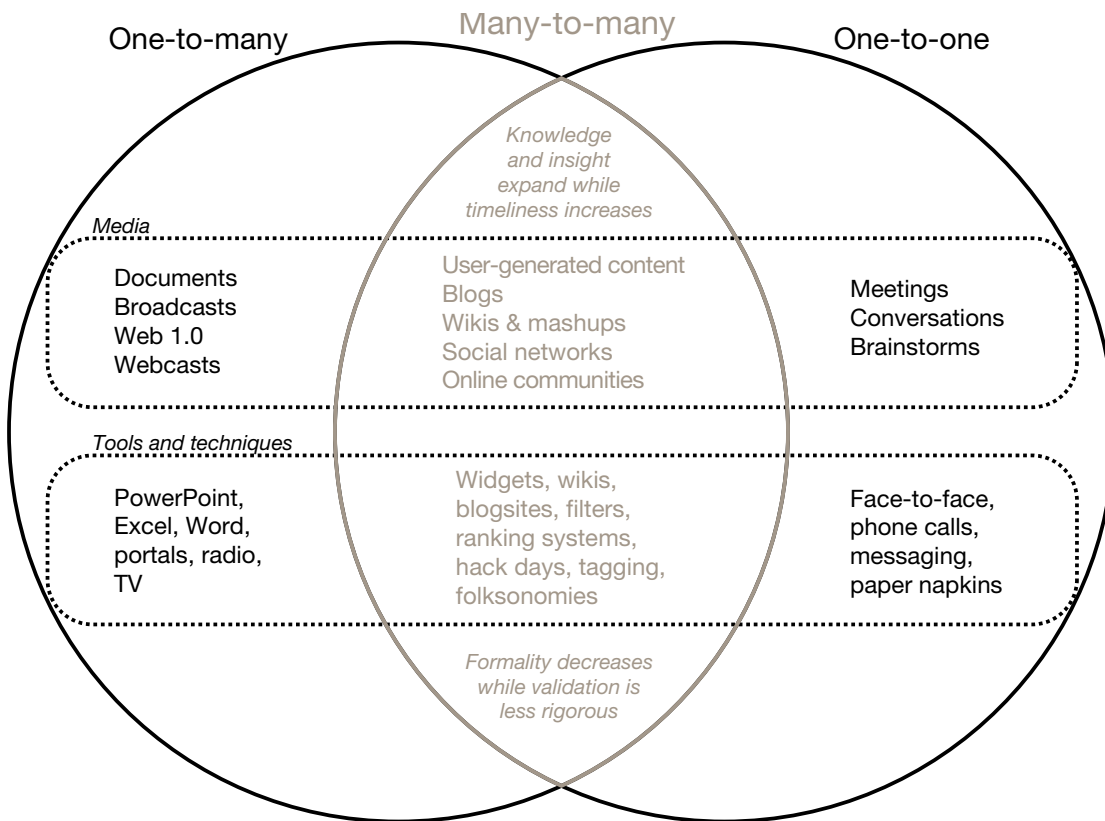 One-to-many
Many-to-many
One-to-one
Knowledge
and insight
expand while
timeliness increases
Media
Documents
Broadcasts
Web 1.0
Webcasts
User-generated content
Blogs
Wikis & mashups
Social networks
Online communities
Meetings
Conversations
Brainstorms
Tools and techniques
PowerPoint,
Excel, Word,
portals, radio,
TV
Widgets, wikis,
blogsites, filters,
ranking systems,
hack days, tagging,
folksonomies
Face-to-face,
phone calls,
messaging,
paper napkins
Formality decreases
while validation is
less rigorous